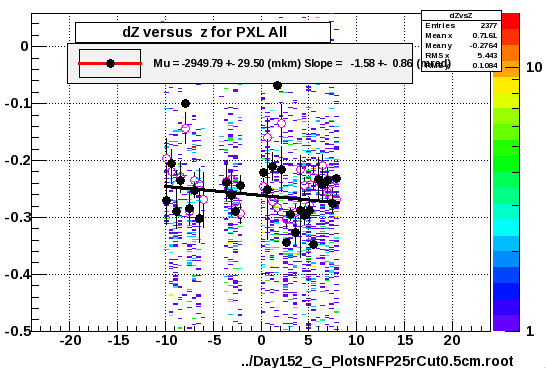 dZ versus z for PXL All
dZvsZ
Entries 2377
Mean x 0.7161
Mean y -0.2764
RMS x 5.443
0.1084
Mu = -2949.79 +- 29.50 (mkm) Slope = -1.58 +- 0.86 (mrad)
0
-0.1
-0.2
-0.3
-0.4
-0.5
-20 -15 -10 -5 0 5 10 15 20
10
1
../Day152_G_PlotsNFP25rCut0.5cm.root